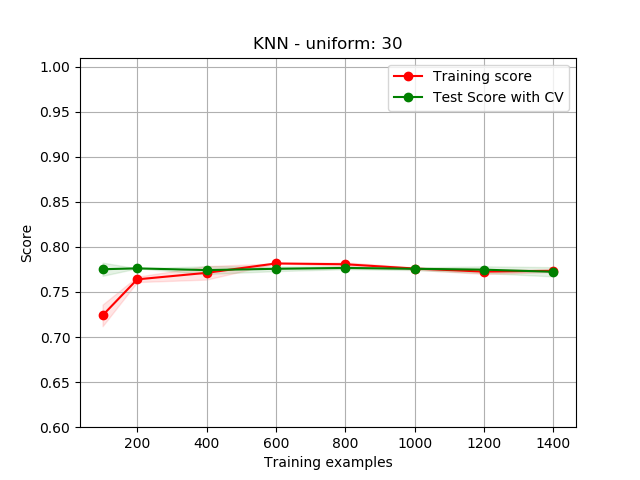 KNN - uniform: 30
1.00
0.95
0.90
0.85
0.80
0.75
0.70
0.65
0.60
Score
Training score
Test Score with CV
200 400 600 800 1000 1200 1400
Training examples